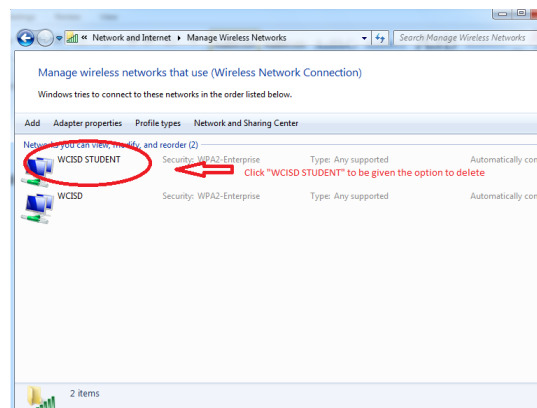 « Network and Internet ▸ Manage Wireless Networks Search Manage Wireless Networks
Manage wireless networks that use (Wireless Network Connection)
Windows tries to connect to these networks in the order listed below.
Add Adapter properties Profile types Network and Sharing Center
Networks you can view, modify, and reorder (2)
WCISD STUDENT Security: WPA2-Enterprise Type: Any supported Automatically con
Click "WCISD STUDENT" to be given the option to delete
WCISD Security: WPA2-Enterprise Type: Any supported Automatically con
2 items